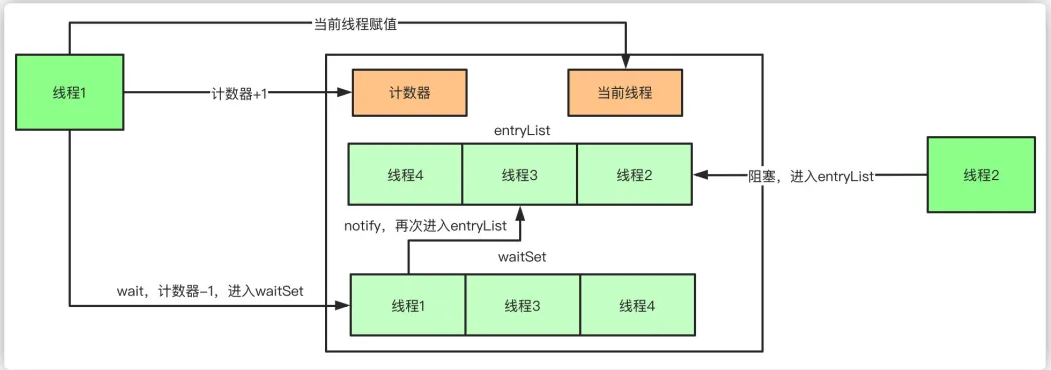 当前线程赋值
线程1
计数器+1
计数器
当前线程
entryList
线程4
线程3
线程2
阻塞，进入entryList
线程2
notify，再次进入entryList
waitSet
wait，计数器-1，进入waitSet
线程1
线程3
线程4